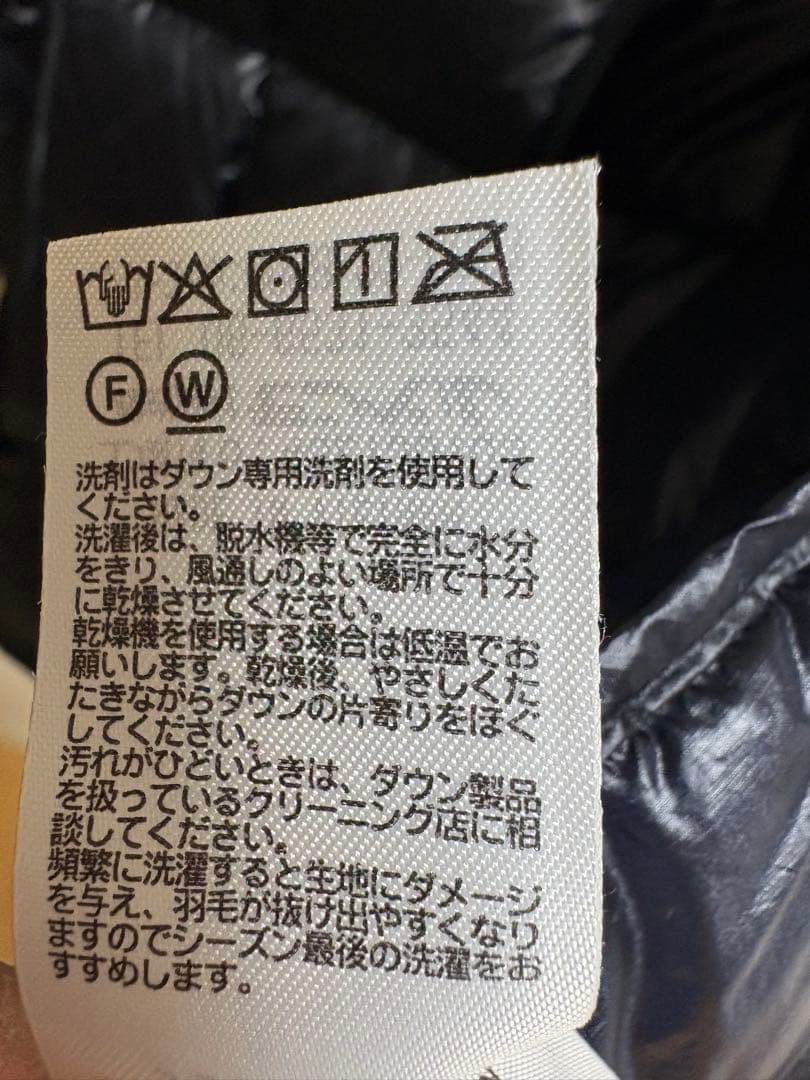 F W
洗剤はダウン専用洗剤を使用して
ください。
洗濯後は、脱水機等で完全に水分
をきり、風通しのよい場所で十分
に乾燥させてください。
乾燥機を使用する場合は低温でお
願いします。乾燥後、やさしくた
たきながらダウンの片寄りをほぐ
してください。
汚れがひどいときは、ダウン製品
を扱っているクリーニング店に相
談してください。
頻繁に洗濯すると生地にダメージ
を与え、羽毛が抜け出やすくなり
ますのでシーズン最後の洗濯をお
すすめします。